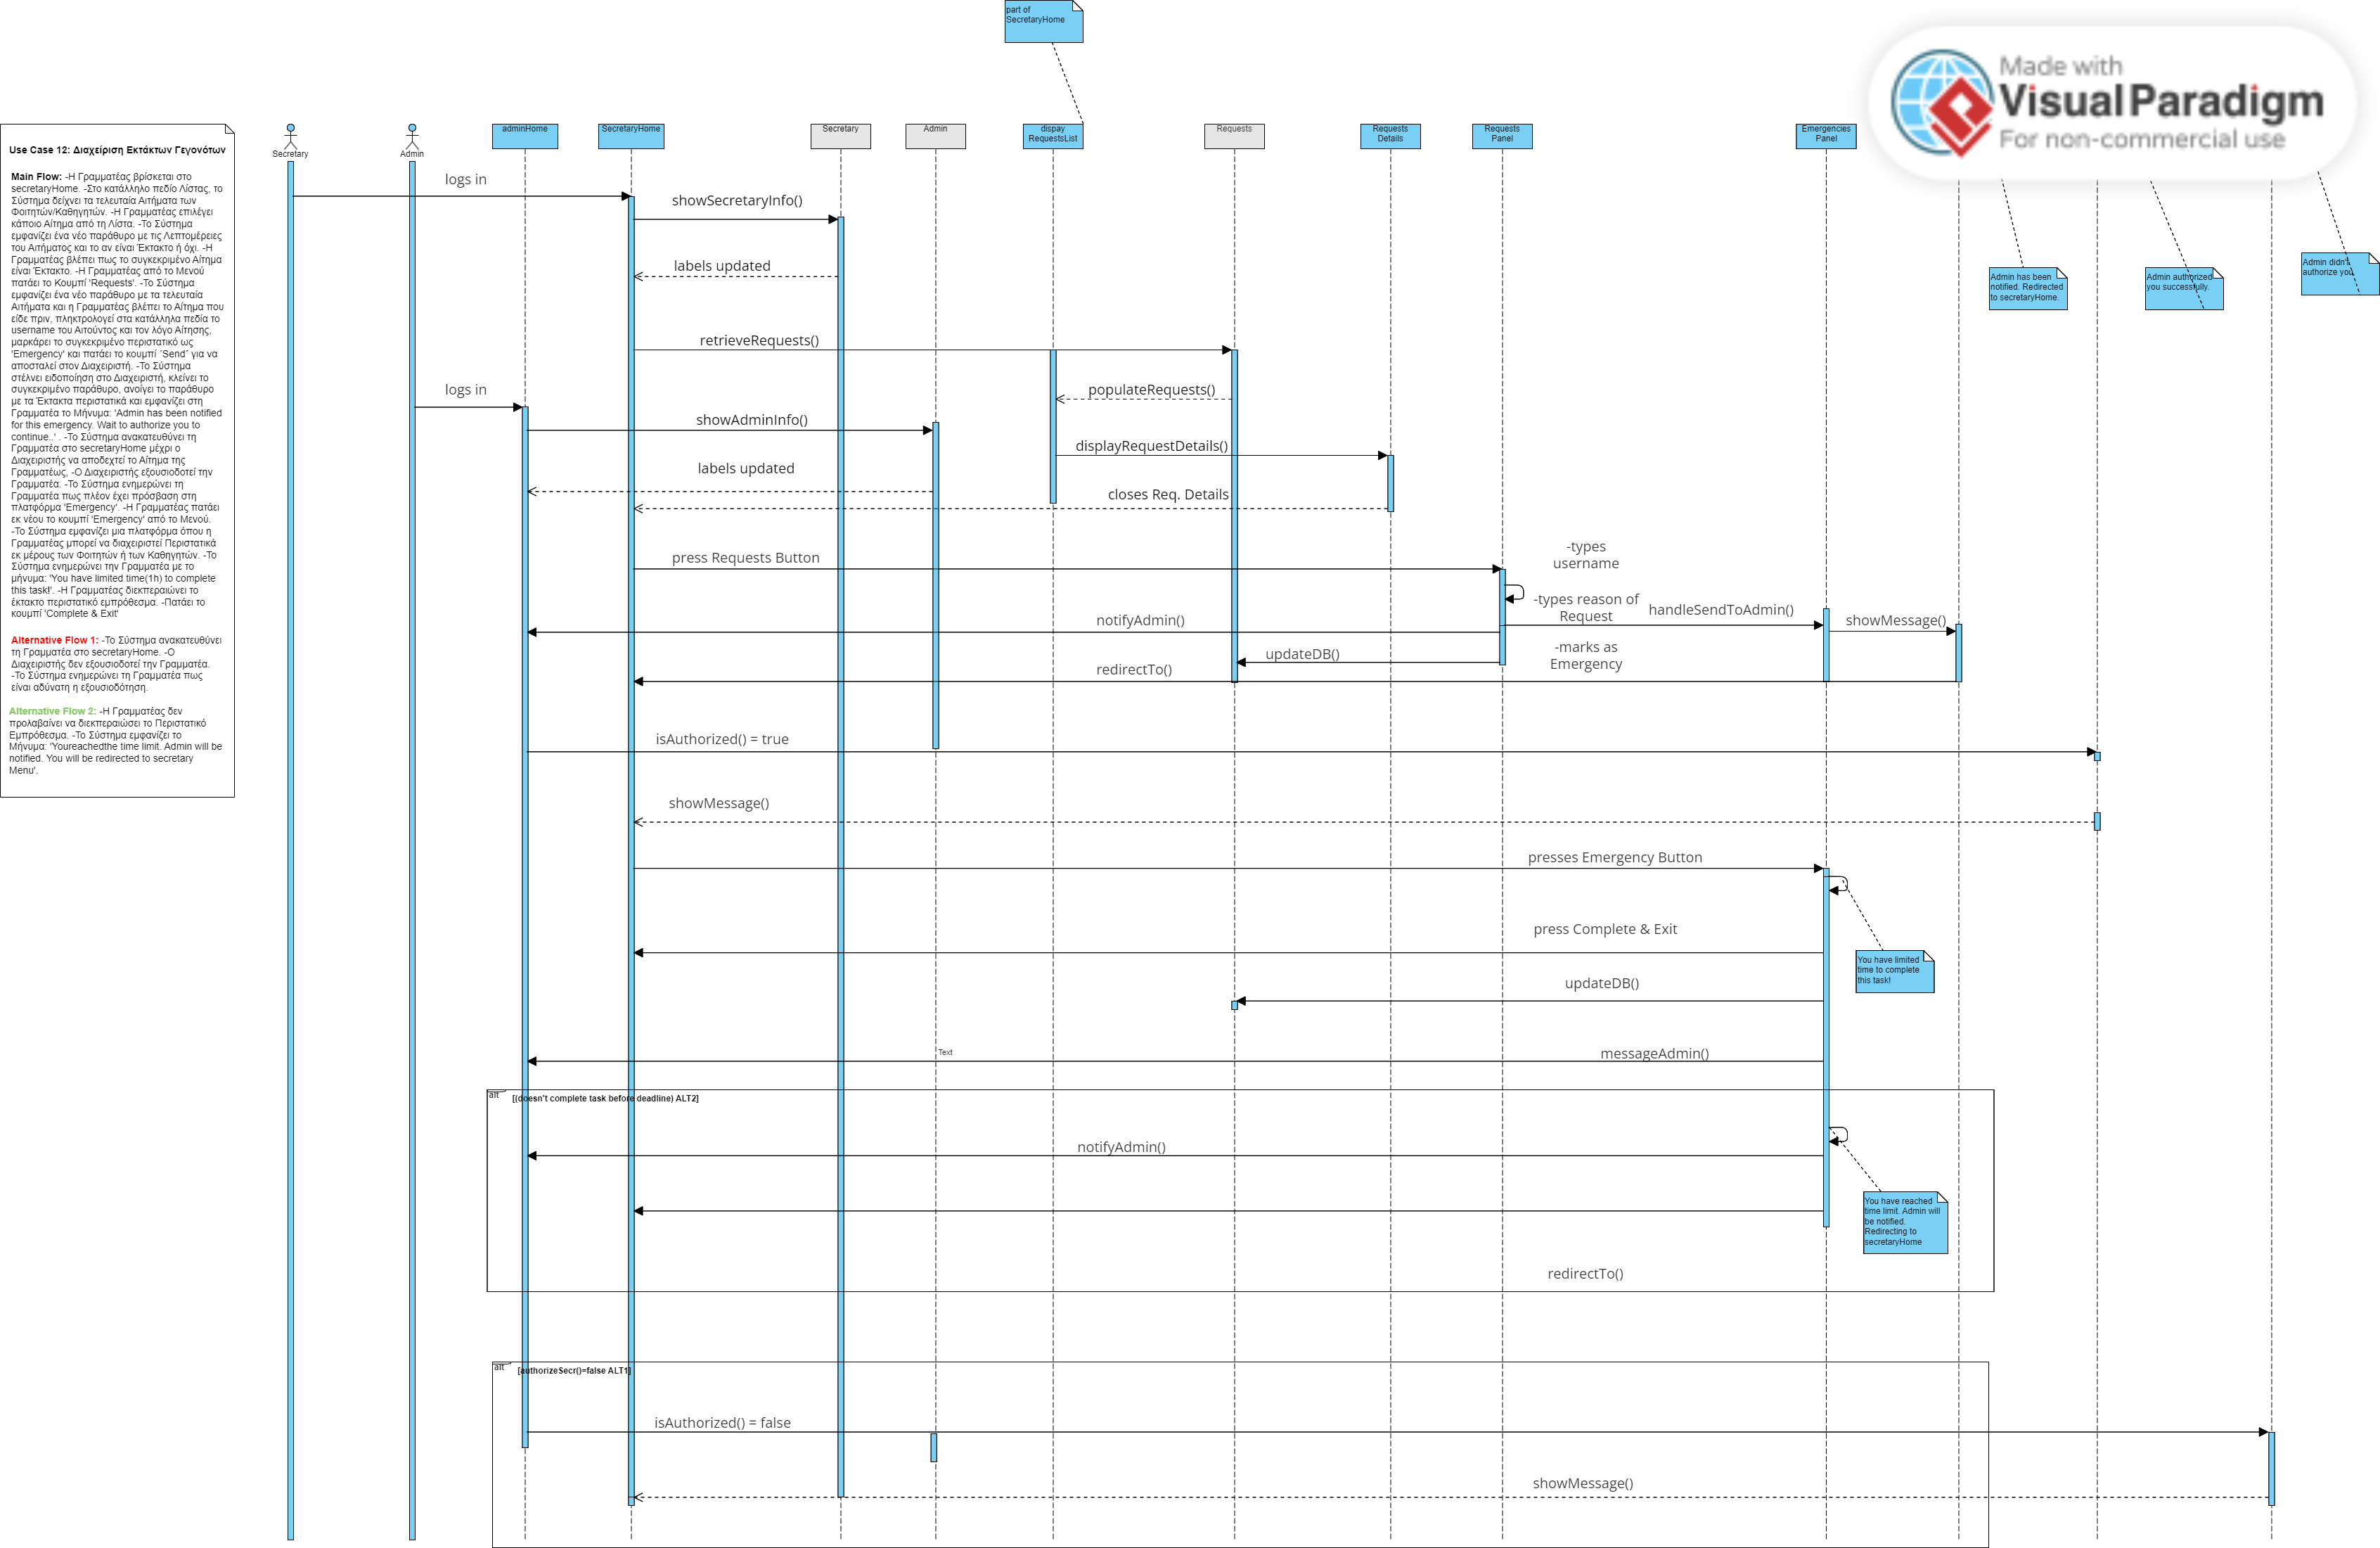 part of
SecretaryHome
Made with
Visual Paradigm
For non-commercial use
Use Case 12: Διαχείριση Εκτάκτων Γεγονότων
Main Flow: -Η Γραμματέας βρίσκεται στο
secretaryHome. -Στο κατάλληλο πεδίο Λίστας, το
Σύστημα δείχνει τα τελευταία Αιτήματα των
Φοιτητών/Καθηγητών. -Η Γραμματέας επιλέγει
κάποιο Αίτημα από τη Λίστα. -Το Σύστημα
εμφανίζει ένα νέο παράθυρο με τις Λεπτομέρειες
του Αιτήματος και το αν είναι Έκτακτο ή όχι. -Η
Γραμματέας βλέπει πως το συγκεκριμένο Αίτημα
είναι Έκτακτο. -Η Γραμματέας από το Μενού
πατάει το Κουμπί 'Requests'. -Το Σύστημα
εμφανίζει ένα νέο παράθυρο με τα τελευταία
Αιτήματα και η Γραμματέας βλέπει το Αίτημα που
είδε πριν, πληκτρολογεί στα κατάλληλα πεδία το
username του Αιτούντος και τον λόγο Αίτησης,
μαρκάρει το συγκεκριμένο περιστατικό ως
'Emergency' και πατάει το κουμπί ΄Send΄ για να
αποσταλεί στον Διαχειριστή. -Το Σύστημα
στέλνει ειδοποίηση στο Διαχειριστή, κλείνει το
συγκεκριμένο παράθυρο, ανοίγει το παράθυρο
με τα Έκτακτα περιστατικά και εμφανίζει στη
Γραμματέα το Μήνυμα: 'Admin has been notified
for this emergency. Wait to authorize you to
continue..' . -Το Σύστημα ανακατευθύνει τη
Γραμματέα στο secretaryHome μέχρι ο
Διαχειριστής να αποδεχτεί το Αίτημα της
Γραμματέως, -Ο Διαχειριστής εξουσιοδοτεί την
Γραμματέα. -Το Σύστημα ενημερώνει τη
Γραμματέα πως πλέον έχει πρόσβαση στη
πλατφόρμα 'Emergency'. -Η Γραμματέας πατάει
εκ νέου το κουμπί 'Emergency' από το Μενού.
-Το Σύστημα εμφανίζει μια πλατφόρμα όπου η
Γραμματέας μπορεί να διαχειριστεί Περιστατικά
εκ μέρους των Φοιτητών ή των Καθηγητών. -Το
Σύστημα ενημερώνει την Γραμματέα με το
μήνυμα: 'You have limited time(1h) to complete
this task!'. -Η Γραμματέας διεκπεραιώνει το
έκτακτο περιστατικό εμπρόθεσμα. -Πατάει το
κουμπί 'Complete & Exit'
Alternative Flow 1: -Το Σύστημα ανακατευθύνει
τη Γραμματέα στο secretaryHome. -Ο
Διαχειριστής δεν εξουσιοδοτεί την Γραμματέα.
-Το Σύστημα ενημερώνει τη Γραμματέα πως
είναι αδύνατη η εξουσιοδότηση.
Alternative Flow 2: -Η Γραμματέας δεν
προλαβαίνει να διεκπεραιώσει το Περιστατικό
Εμπρόθεσμα. -Το Σύστημα εμφανίζει το
Μήνυμα: 'Youreachedthe time limit. Admin will be
notified. You will be redirected to secretary
Menu'.
Secretary
Admin
adminHome
SecretaryHome
Secretary
Admin
dispay
RequestsList
Requests
Requests
Details
Requests
Panel
Emergencies
Panel
Admin has been
notified. Redirected
to secretaryHome.
Admin authorized
you successfully.
Admin didn't
authorize you
logs in
showSecretaryInfo()
labels updated
retrieveRequests()
logs in
populateRequests()
showAdminInfo()
displayRequestDetails()
labels updated
closes Req. Details
press Requests Button
-types
username
-types reason of
Request
-marks as
Emergency
handleSendToAdmin()
showMessage()
notifyAdmin()
updateDB()
redirectTo()
isAuthorized() = true
showMessage()
presses Emergency Button
press Complete & Exit
You have limited
time to complete
this task!
updateDB()
Text
messageAdmin()
alt
[(doesn't complete task before deadline) ALT2]
notifyAdmin()
You have reached
time limit. Admin will
be notified.
Redirecting to
secretaryHome
redirectTo()
alt
[authorizeSecr()=false ALT1]
isAuthorized() = false
showMessage()